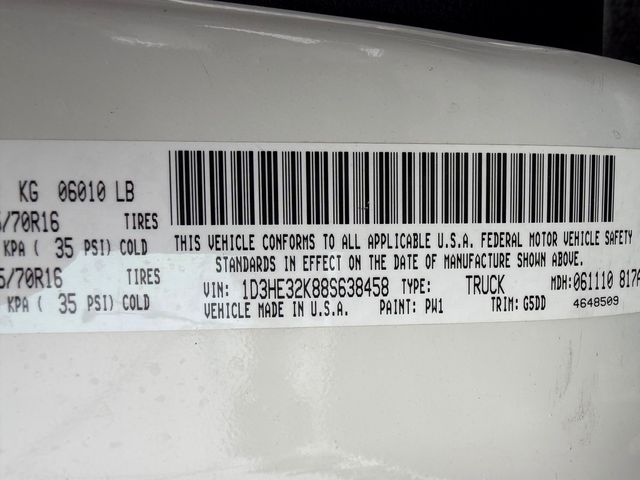 KG 06010 LB
/70R16 TIRES
KPA ( 35 PSI) COLD
5/70R16 TIRES
KPA ( 35 PSI) COLD
THIS VEHICLE CONFORMS TO ALL APPLICABLE U.S.A. FEDERAL MOTOR VEHICLE SAFETY
STANDARDS IN EFFECT ON THE DATE OF MANUFACTURE SHOWN ABOVE.
VIN: 1D3HE32K88S638458 TYPE: TRUCK MDH: 061110 817A
VEHICLE MADE IN U.S.A. PAINT: PW1 TRIM: G5DD 4648509